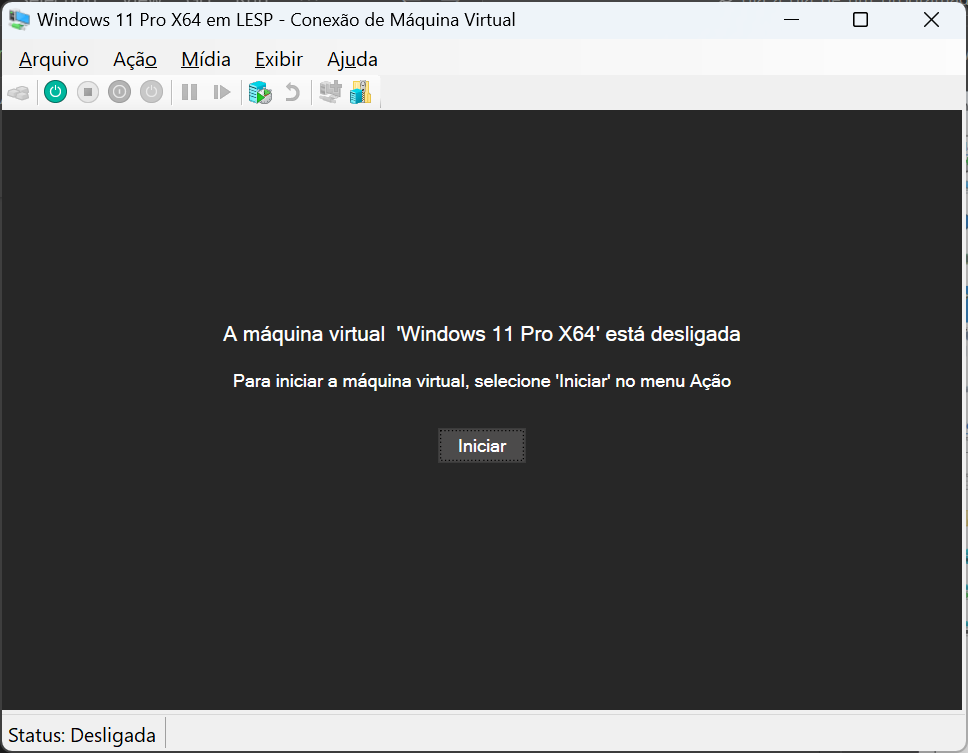 Windows 11 Pro X64 em LESP - Conexão de Máquina Virtual
Arquivo Ação Mídia Exibir Ajuda
A máquina virtual  'Windows 11 Pro X64' está desligada
Para iniciar a máquina virtual, selecione 'Iniciar' no menu Ação
Iniciar
Status: Desligada